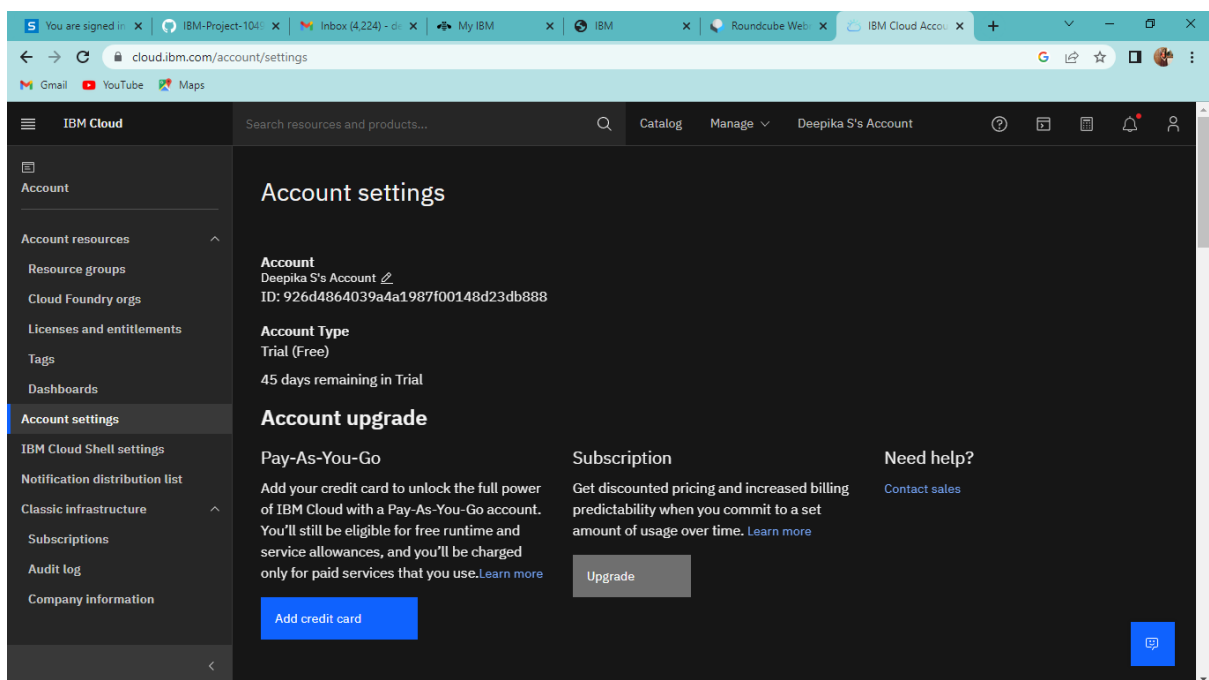 You are signed in
IBM-Project-1049
Inbox (4,224) - de
My IBM
IBM
Roundcube Web
IBM Cloud Accou
cloud.ibm.com/account/settings
Gmail
YouTube
Maps
IBM Cloud
Search resources and products...
Catalog
Manage
Deepika S's Account
Account
Account resources
Resource groups
Cloud Foundry orgs
Licenses and entitlements
Tags
Dashboards
Account settings
IBM Cloud Shell settings
Notification distribution list
Classic infrastructure
Subscriptions
Audit log
Company information
Account settings
Account
Deepika S's Account
ID: 926d4864039a4a1987f00148d23db888
Account Type
Trial (Free)
45 days remaining in Trial
Account upgrade
Pay-As-You-Go
Add your credit card to unlock the full power
of IBM Cloud with a Pay-As-You-Go account.
You'll still be eligible for free runtime and
service allowances, and you'll be charged
only for paid services that you use.Learn more
Add credit card
Subscription
Get discounted pricing and increased billing
predictability when you commit to a set
amount of usage over time. Learn more
Upgrade
Need help?
Contact sales